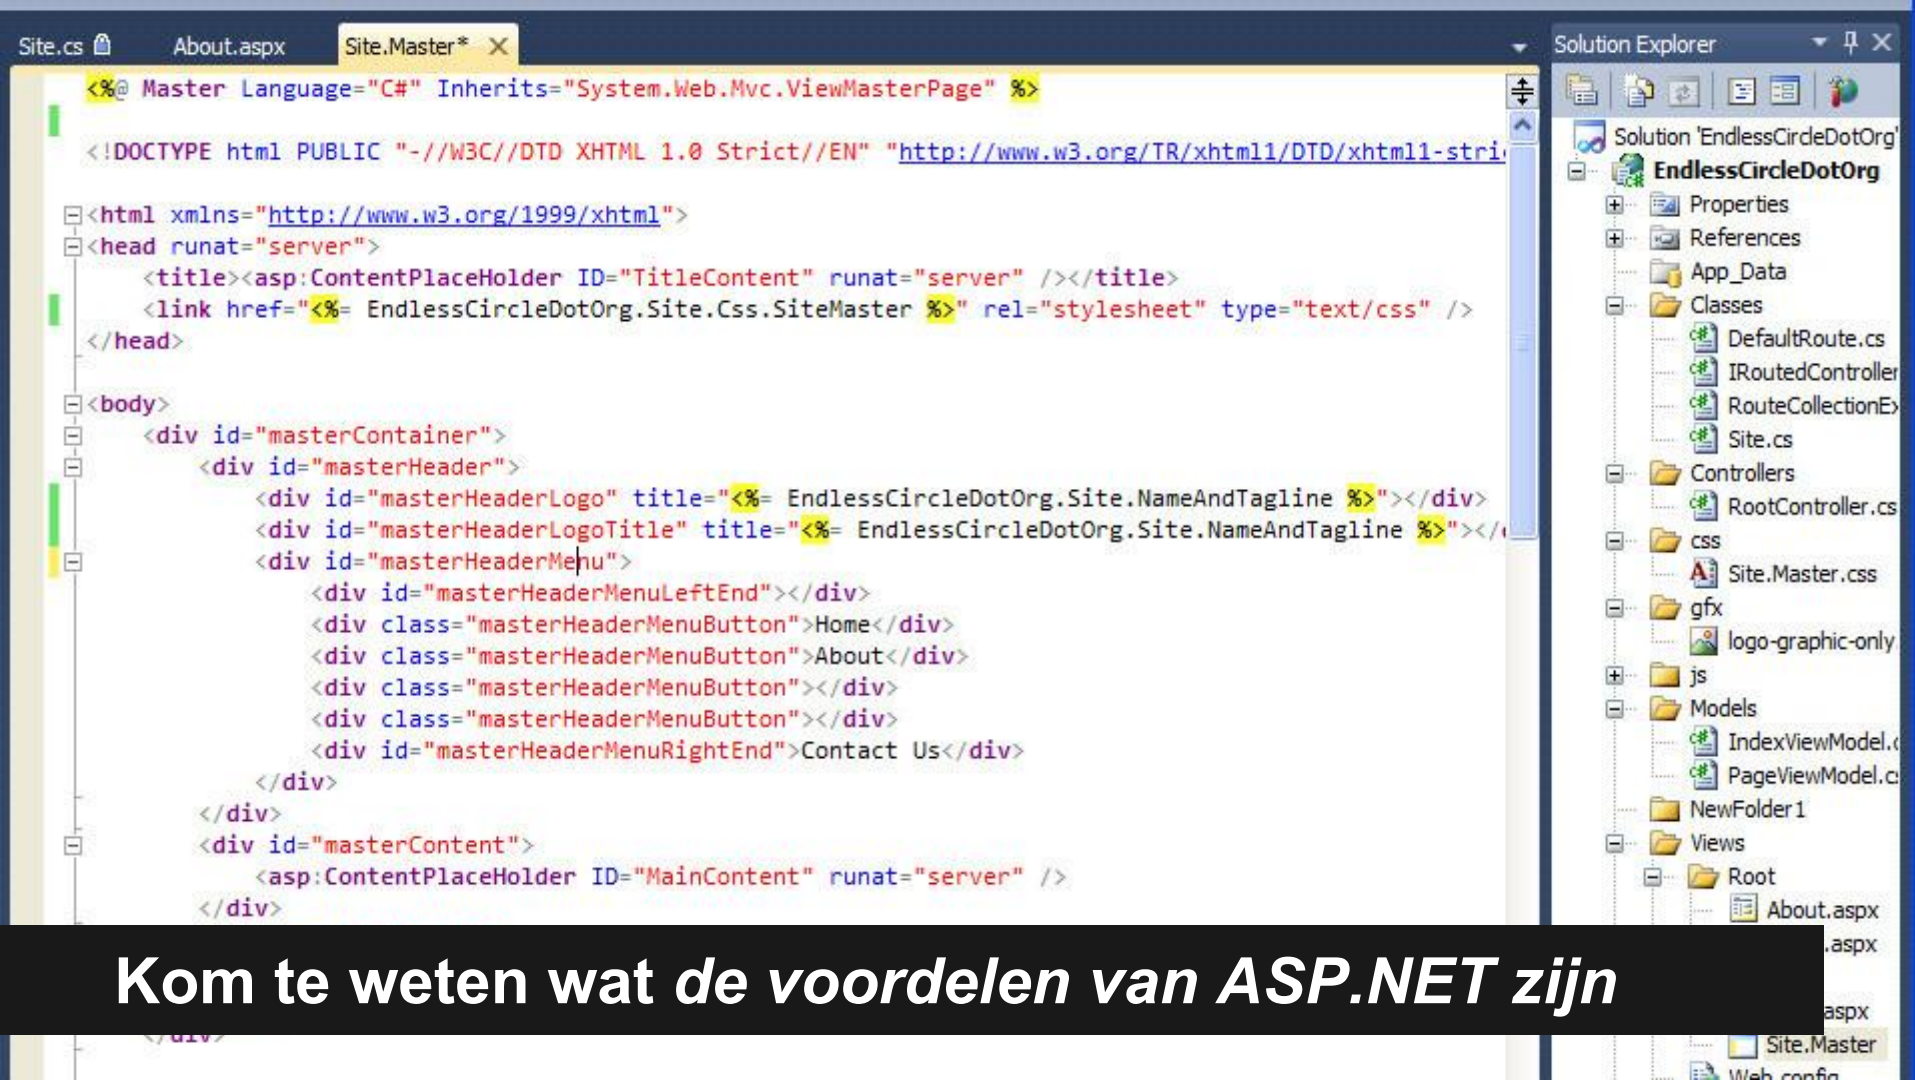 Site.cs
About.aspx
Site.Master*
<%@ Master Language="C#" Inherits="System.Web.Mvc.ViewMasterPage" %>
<!DOCTYPE html PUBLIC "-//W3C//DTD XHTML 1.0 Strict//EN" "http://www.w3.org/TR/xhtml1/DTD/xhtml1-stri
<html xmlns="http://www.w3.org/1999/xhtml">
<head runat="server">
<title><asp:ContentPlaceHolder ID="TitleContent" runat="server" /></title>
<link href="<%= EndlessCircleDotOrg.Site.Css.SiteMaster %>" rel="stylesheet" type="text/css" />
</head>
<body>
<div id="masterContainer">
<div id="masterHeader">
<div id="masterHeaderLogo" title="<%= EndlessCircleDotOrg.Site.NameAndTagline %>"></div>
<div id="masterHeaderLogoTitle" title="<%= EndlessCircleDotOrg.Site.NameAndTagline %>"></
<div id="masterHeaderMenu">
<div id="masterHeaderMenuLeftEnd"></div>
<div class="masterHeaderMenuButton">Home</div>
<div class="masterHeaderMenuButton">About</div>
<div class="masterHeaderMenuButton"></div>
<div class="masterHeaderMenuButton"></div>
<div id="masterHeaderMenuRightEnd">Contact Us</div>
</div>
</div>
<div id="masterContent">
<asp:ContentPlaceHolder ID="MainContent" runat="server" />
</div>
Kom te weten wat de voordelen van ASP.NET zijn
</div>
Solution Explorer
Solution 'EndlessCircleDotOrg'
EndlessCircleDotOrg
Properties
References
App_Data
Classes
DefaultRoute.cs
IRoutedController
RouteCollectionEx
Site.cs
Controllers
RootController.cs
css
Site.Master.css
gfx
logo-graphic-only
js
Models
IndexViewModel.c
PageViewModel.cs
NewFolder1
Views
Root
About.aspx
.aspx
aspx
Site.Master
Web.config